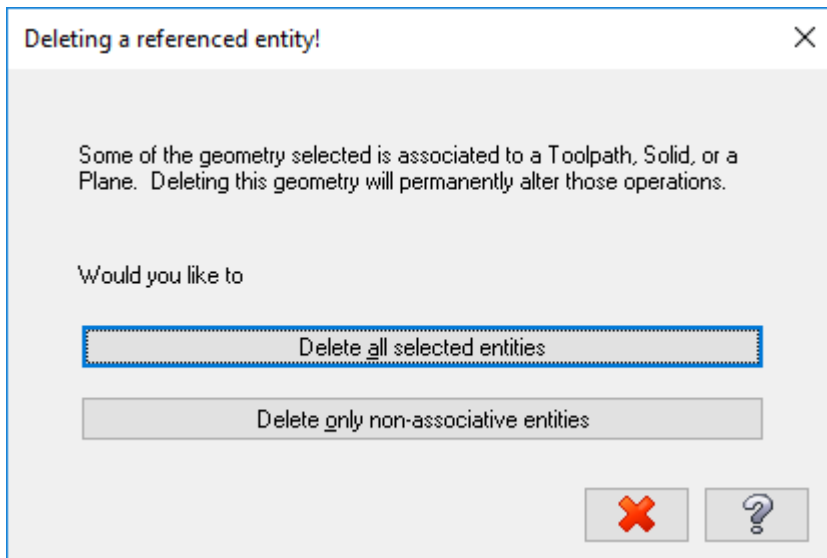 Deleting a referenced entity!
Some of the geometry selected is associated to a Toolpath, Solid, or a
Plane.  Deleting this geometry will permanently alter those operations.
Would you like to
Delete all selected entities
Delete only non-associative entities